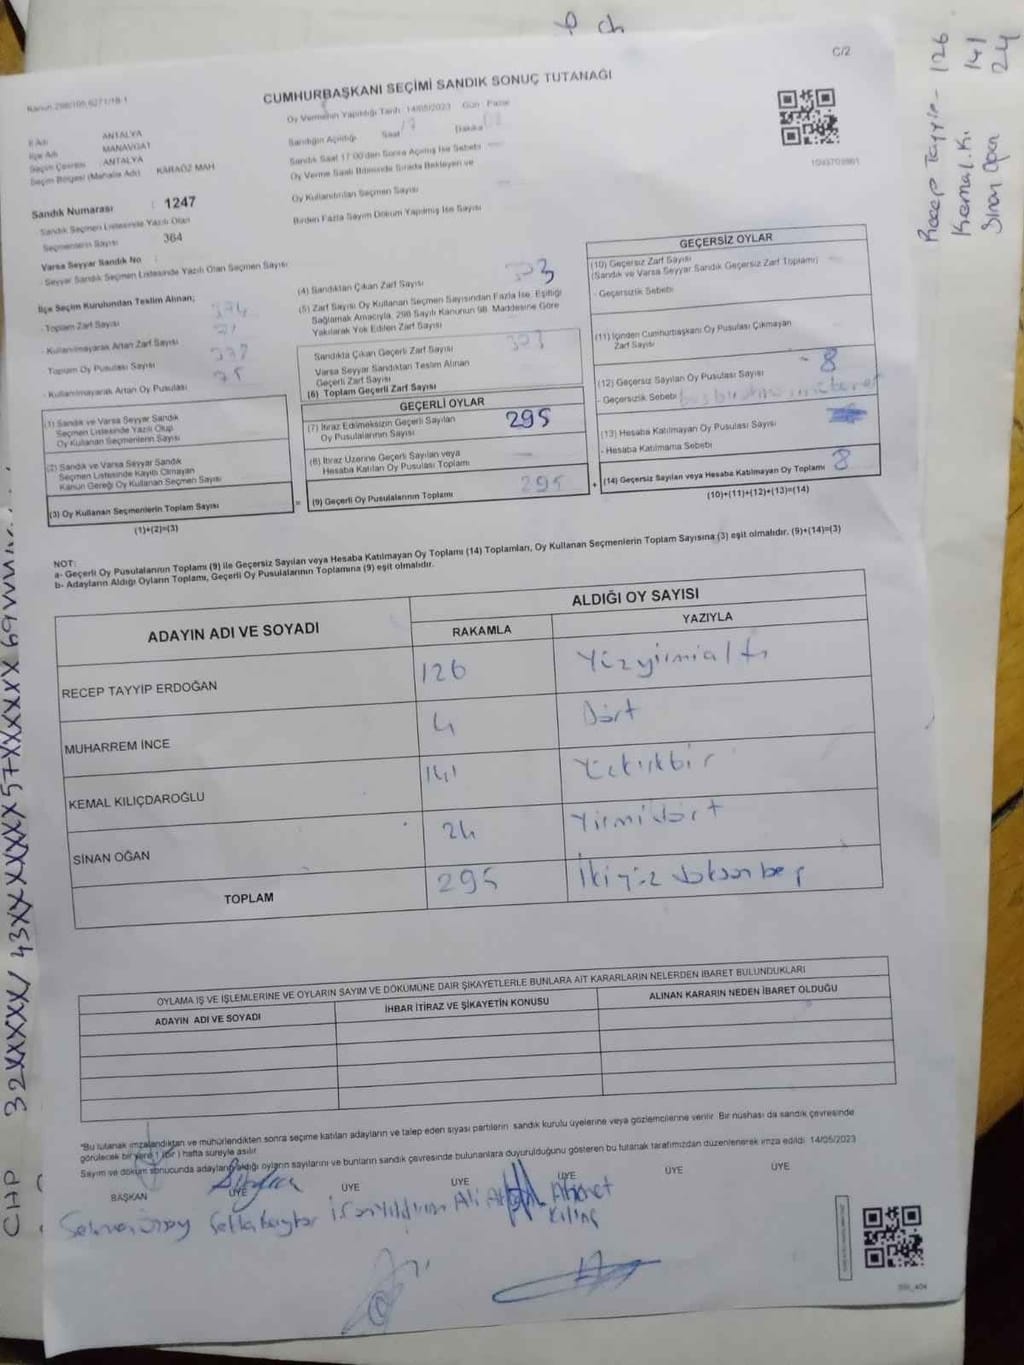 C/2
Kanun 298/105,6271/18-1
CUMHURBAŞKANI SEÇİMİ SANDIK SONUÇ TUTANAĞI
Oy Vermenin Yapıldığı Tarih : 14/05/2023 Gün : Pazar
İl Adı : ANTALYA
İlçe Adı : MANAVGAT
Seçim Çevresi : ANTALYA
Seçim Bölgesi (Mahalle Adı) : KARAÖZ MAH
Sandığın Açıldığı Saat 17 Dakika
Sandık Saat 17:00'den Sonra Açılmış İse Sebebi
Oy Verme Saati Bitiminde Sırada Bekleyen ve
Oy Kullandırılan Seçmen Sayısı
Birden Fazla Sayım Döküm Yapılmış İse Sayısı
Sandık Numarası : 1247
Sandık Seçmen Listesinde Yazılı Olan
Seçmenlerin Sayısı : 364
Varsa Seyyar Sandık No :
Seyyar Sandık Seçmen Listesinde Yazılı Olan Seçmen Sayısı
İlçe Seçim Kurulundan Teslim Alınan;
- Toplam Zarf Sayısı
- Kullanılmayarak Artan Zarf Sayısı
- Toplam Oy Pusulası Sayısı
- Kullanılmayarak Artan Oy Pusulası
75
(1) Sandık ve Varsa Seyyar Sandık
Seçmen Listesinde Yazılı Olup
Oy Kullanan Seçmenlerin Sayısı
(2) Sandık ve Varsa Seyyar Sandık
Seçmen Listesinde Kayıtlı Olmayan
Kanun Gereği Oy Kullanan Seçmen Sayısı
(3) Oy Kullanan Seçmenlerin Toplam Sayısı
(1)+(2)=(3)
(4) Sandıktan Çıkan Zarf Sayısı
(5) Zarf Sayısı Oy Kullanan Seçmen Sayısından Fazla İse, Eşitliği
Sağlamak Amacıyla, 298 Sayılı Kanunun 98. Maddesine Göre
Yakılarak Yok Edilen Zarf Sayısı
Sandıkta Çıkan Geçerli Zarf Sayısı
Varsa Seyyar Sandıktan Teslim Alınan
Geçerli Zarf Sayısı
(6) Toplam Geçerli Zarf Sayısı
GEÇERLİ OYLAR
(7) İtiraz Edilmeksizin Geçerli Sayılan
Oy Pusulalarının Sayısı
295
(8) İtiraz Üzerine Geçerli Sayılan veya
Hesaba Katılan Oy Pusulası Toplamı
(9) Geçerli Oy Pusulalarının Toplamı 295
GEÇERSİZ OYLAR
(10) Geçersiz Zarf Sayısı
(Sandık ve Varsa Seyyar Sandık Geçersiz Zarf Toplamı)
- Geçersizlik Sebebi
(11) İçinden Cumhurbaşkanı Oy Pusulası Çıkmayan
Zarf Sayısı
(12) Geçersiz Sayılan Oy Pusulası Sayısı 8
- Geçersizlik Sebebi
(13) Hesaba Katılmayan Oy Pusulası Sayısı
- Hesaba Katılmama Sebebi
(14) Geçersiz Sayılan veya Hesaba Katılmayan Oy Toplamı 8
(10)+(11)+(12)+(13)=(14)
NOT:
a- Geçerli Oy Pusulalarının Toplamı (9) ile Geçersiz Sayılan veya Hesaba Katılmayan Oy Toplamı (14) Toplamları, Oy Kullanan Seçmenlerin Toplam Sayısına (3) eşit olmalıdır. (9)+(14)=(3)
b- Adayların Aldığı Oyların Toplamı, Geçerli Oy Pusulalarının Toplamına (9) eşit olmalıdır.
ADAYIN ADI VE SOYADI
ALDIĞI OY SAYISI
RAKAMLA YAZIYLA
RECEP TAYYİP ERDOĞAN 126 Yüzyirmialtı
MUHARREM İNCE 4 Dört
KEMAL KILIÇDAROĞLU 141 Yüzkırkbir
SİNAN OĞAN 24 Yirmidört
TOPLAM 295 İkiyüz doksan beş
OYLAMA İŞ VE İŞLEMLERİNE VE OYLARIN SAYIM VE DÖKÜMÜNE DAİR ŞİKAYETLERLE BUNLARA AİT KARARLARIN NELERDEN İBARET BULUNDUKLARI
ADAYIN ADI VE SOYADI İHBAR İTİRAZ VE ŞİKAYETİN KONUSU ALINAN KARARIN NEDEN İBARET OLDUĞU
"Bu tutanak imzalandıktan ve mühürlendikten sonra seçime katılan adayların ve talep eden siyasi partilerin sandık kurulu üyelerine veya gözlemcilerine verilir. Bir nüshası da sandık çevresinde
görülecek bir yere 1 (bir) hafta süreyle asılır.
Sayım ve döküm sonucunda adayların aldığı oyların sayılarını ve bunların sandık çevresinde bulunanlara duyurulduğunu gösteren bu tutanak tarafımızdan düzenlenerek imza edildi. 14/05/2023
BAŞKAN ÜYE ÜYE ÜYE ÜYE ÜYE ÜYE
Ahmet
Kılınç
Recep Tayyip - 126
Kemal.K. 141
Sinan Oğan 24
CHP